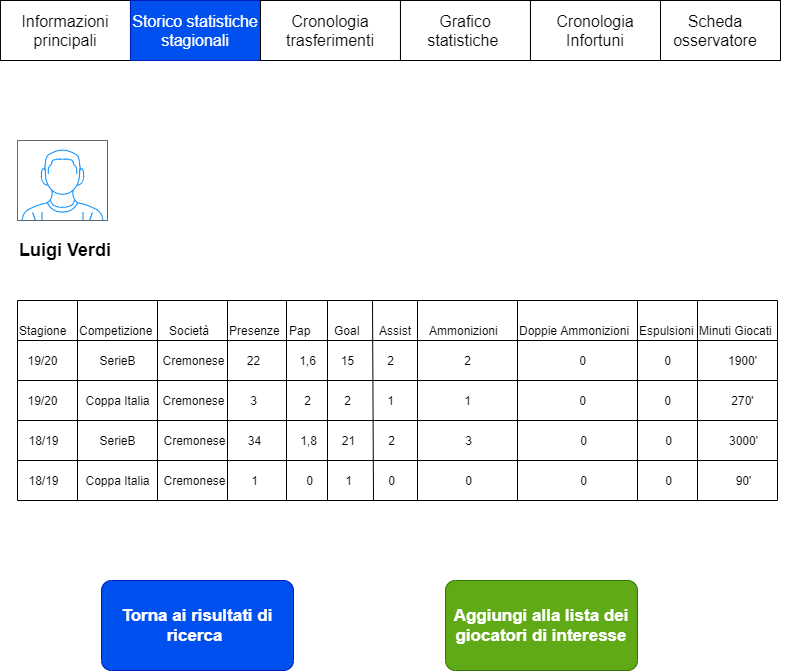 Informazioni principali
Storico statistiche stagionali
Cronologia trasferimenti
Grafico statistiche
Cronologia Infortuni
Scheda osservatore
Luigi Verdi
Stagione Competizione Società Presenze Pap Goal Assist Ammonizioni Doppie Ammonizioni Espulsioni Minuti Giocati
19/20 SerieB Cremonese 22 1,6 15 2 2 0 0 1900'
19/20 Coppa Italia Cremonese 3 2 2 1 1 0 0 270'
18/19 SerieB Cremonese 34 1,8 21 2 3 0 0 3000'
18/19 Coppa Italia Cremonese 1 0 1 0 0 0 0 90'
Torna ai risultati di
ricerca
Aggiungi alla lista dei
giocatori di interesse